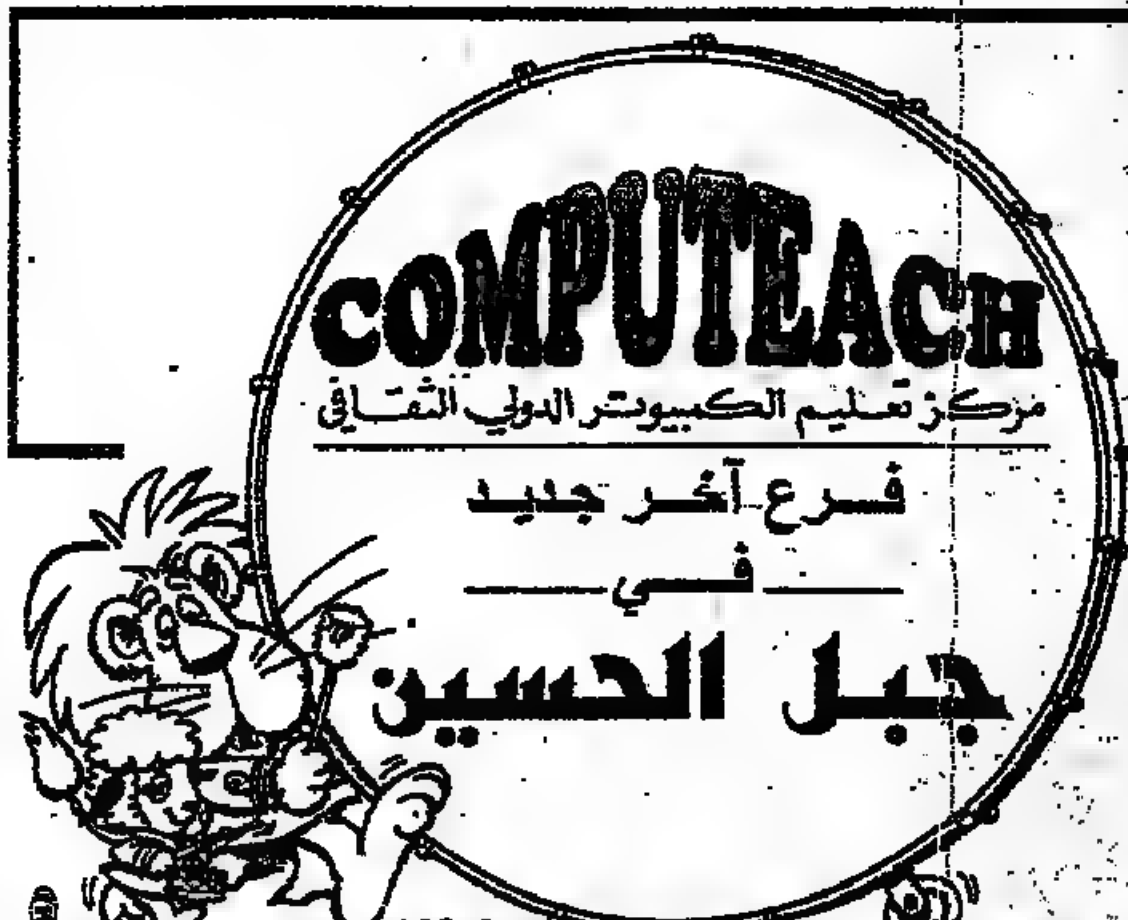 COMPUTEACH
مركز تعليم الكمبيوتر الدولي الثقافي
فرع آخر جديد
في
جبل الحسين